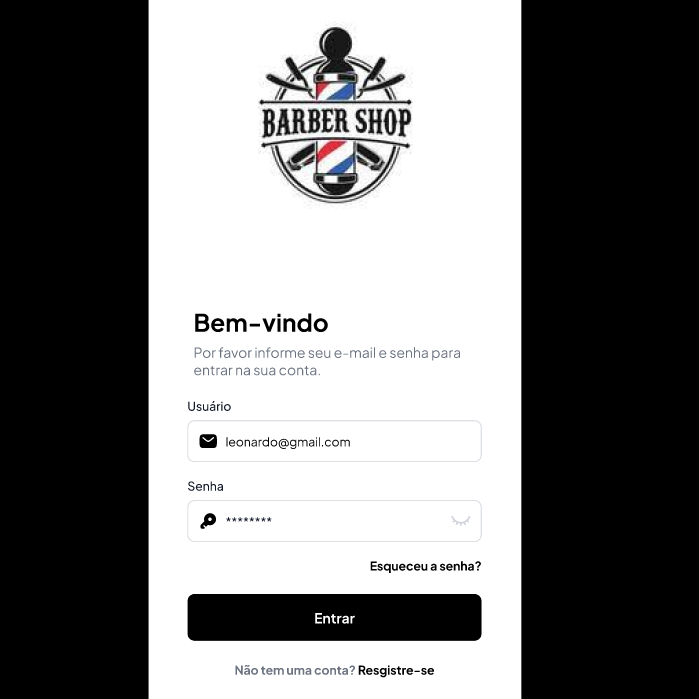 BARBER SHOP
Bem-vindo
Por favor informe seu e-mail e senha para
entrar na sua conta.
Usuário
leonardo@gmail.com
Senha
********
Esqueceu a senha?
Entrar
Não tem uma conta? Resgistre-se